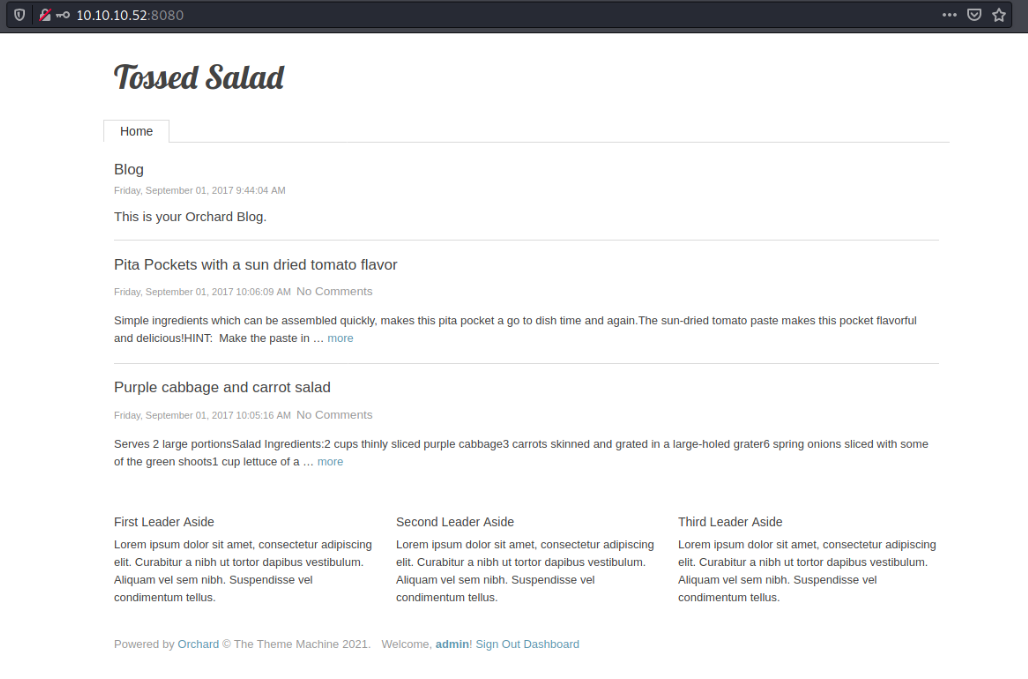 10.10.10.52:8080
Tossed Salad
Home
Blog
Friday, September 01, 2017 9:44:04 AM
This is your Orchard Blog.
Pita Pockets with a sun dried tomato flavor
Friday, September 01, 2017 10:06:09 AM No Comments
Simple ingredients which can be assembled quickly, makes this pita pocket a go to dish time and again.The sun-dried tomato paste makes this pocket flavorful
and delicious!HINT:  Make the paste in … more
Purple cabbage and carrot salad
Friday, September 01, 2017 10:05:16 AM No Comments
Serves 2 large portionsSalad Ingredients:2 cups thinly sliced purple cabbage3 carrots skinned and grated in a large-holed grater6 spring onions sliced with some
of the green shoots1 cup lettuce of a … more
First Leader Aside
Lorem ipsum dolor sit amet, consectetur adipiscing
elit. Curabitur a nibh ut tortor dapibus vestibulum.
Aliquam vel sem nibh. Suspendisse vel
condimentum tellus.
Second Leader Aside
Lorem ipsum dolor sit amet, consectetur adipiscing
elit. Curabitur a nibh ut tortor dapibus vestibulum.
Aliquam vel sem nibh. Suspendisse vel
condimentum tellus.
Third Leader Aside
Lorem ipsum dolor sit amet, consectetur adipiscing
elit. Curabitur a nibh ut tortor dapibus vestibulum.
Aliquam vel sem nibh. Suspendisse vel
condimentum tellus.
Powered by Orchard © The Theme Machine 2021. Welcome, admin! Sign Out Dashboard